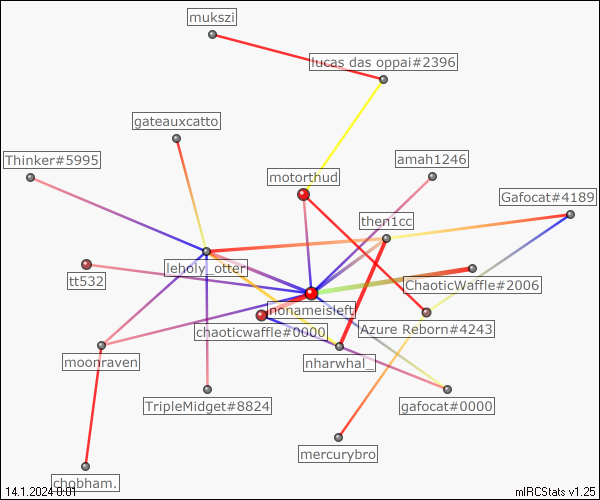 mukszi
lucas das oppai#2396
gateauxcatto
Thinker#5995
amah1246
motorthud
Gafocat#4189
then1cc
leholy_otter
tt532
ChaoticWaffle#2006
nonameisleft
chaoticwaffle#0000
Azure Reborn#4243
moonraven
nharwhal_
TripleMidget#8824
gafocat#0000
mercurybro
chobham.
14.1.2024 0:01
mIRCStats v1.25